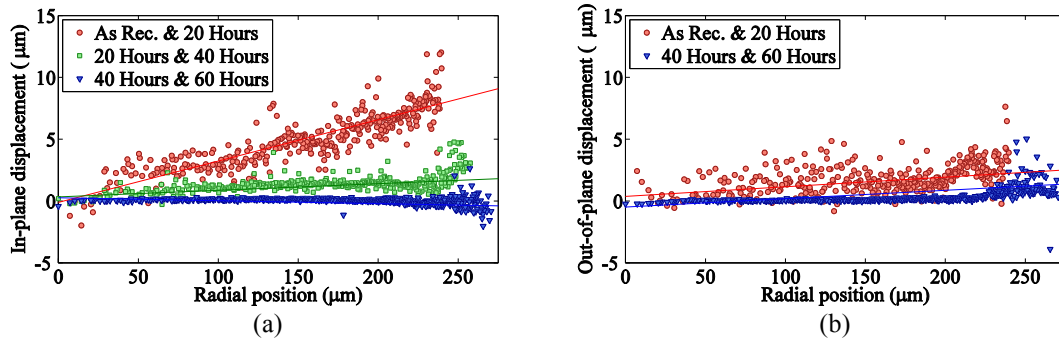 15
10
5
0
-5
In-plane displacement (μm)
As Rec. & 20 Hours
20 Hours & 40 Hours
40 Hours & 60 Hours
0 50 100 150 200 250
Radial position (μm)
(a)
15
10
5
0
-5
Out-of-plane displacement ( μm)
As Rec. & 20 Hours
40 Hours & 60 Hours
0 50 100 150 200 250
Radial position (μm)
(b)